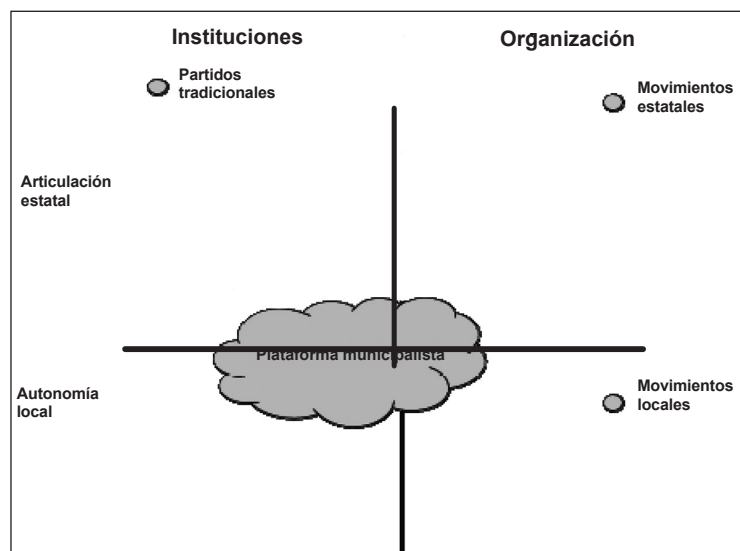 Instituciones
Organización
Partidos
tradicionales
Movimientos
estatales
Articulación
estatal
Plataforma municipalista
Autonomía
local
Movimientos
locales